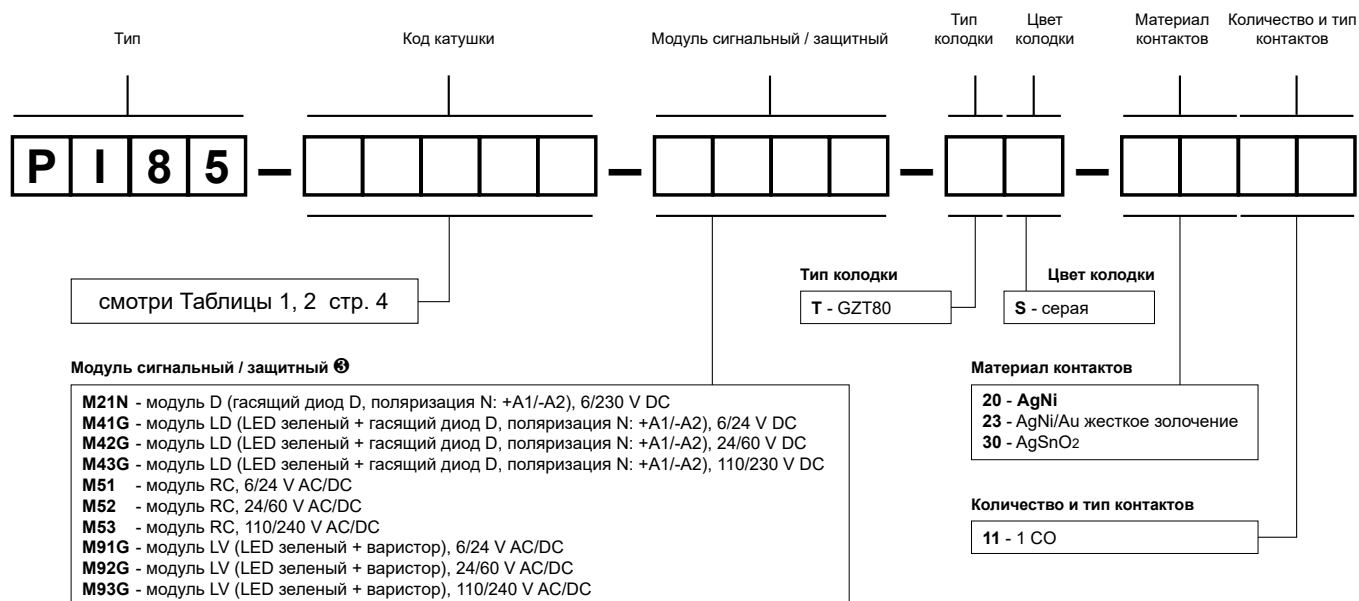 Тип
Код катушки
Модуль сигнальный / защитный
Тип
колодки
Цвет
колодки
Материал
контактов
Количество и тип
контактов
P I 8 5 – – – –
смотри Таблицы 1, 2 стр. 4
Тип колодки
T - GZT80
Цвет колодки
S - серая
Модуль сигнальный / защитный ❸
M21N - модуль D (гасящий диод D, поляризация N: +A1/-A2), 6/230 V DC
M41G - модуль LD (LED зеленый + гасящий диод D, поляризация N: +A1/-A2), 6/24 V DC
M42G - модуль LD (LED зеленый + гасящий диод D, поляризация N: +A1/-A2), 24/60 V DC
M43G - модуль LD (LED зеленый + гасящий диод D, поляризация N: +A1/-A2), 110/230 V DC
M51 - модуль RC, 6/24 V AC/DC
M52 - модуль RC, 24/60 V AC/DC
M53 - модуль RC, 110/240 V AC/DC
M91G - модуль LV (LED зеленый + варистор), 6/24 V AC/DC
M92G - модуль LV (LED зеленый + варистор), 24/60 V AC/DC
M93G - модуль LV (LED зеленый + варистор), 110/240 V AC/DC
Материал контактов
20 - AgNi
23 - AgNi/Au жесткое золочение
30 - AgSnO2
Количество и тип контактов
11 - 1 CO